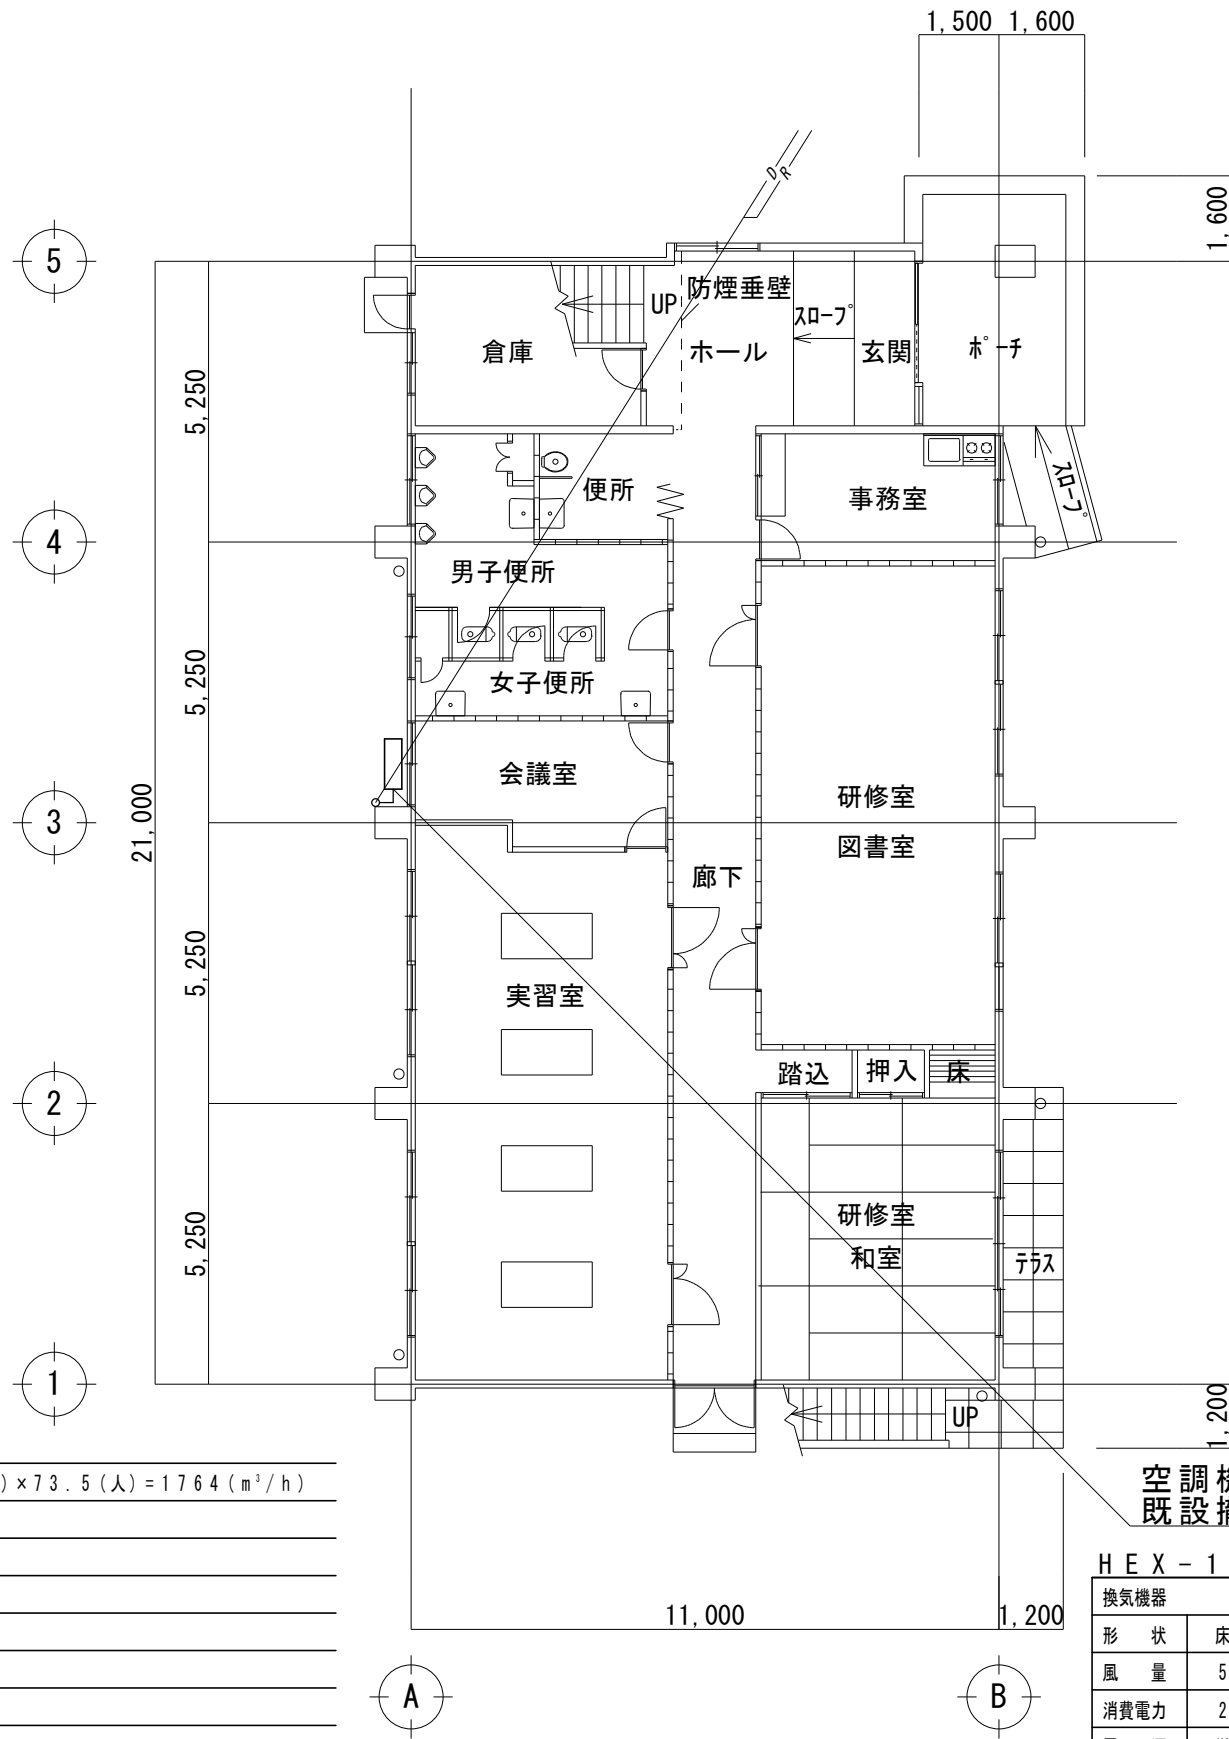 1,500 1,600
1,600
D
R
5
防煙垂壁
UP
ｽﾛｰﾌﾟ
倉庫
ホール
玄関
ﾎﾟｰﾁ
5,250
便所
事務室
ｽﾛｰﾌﾟ
4
男子便所
5,250
女子便所
会議室
研修室
図書室
3
21,000
廊下
5,250
実習室
踏込
押入
床
2
研修室
和室
ﾃﾗｽ
5,250
1
UP
1,200
)×73.5(人)=1764(m³/h)
空調機
既設撤
HEX-1
換気機器
形 状 床
風 量 5
消費電力 2
11,000
1,200
A
B